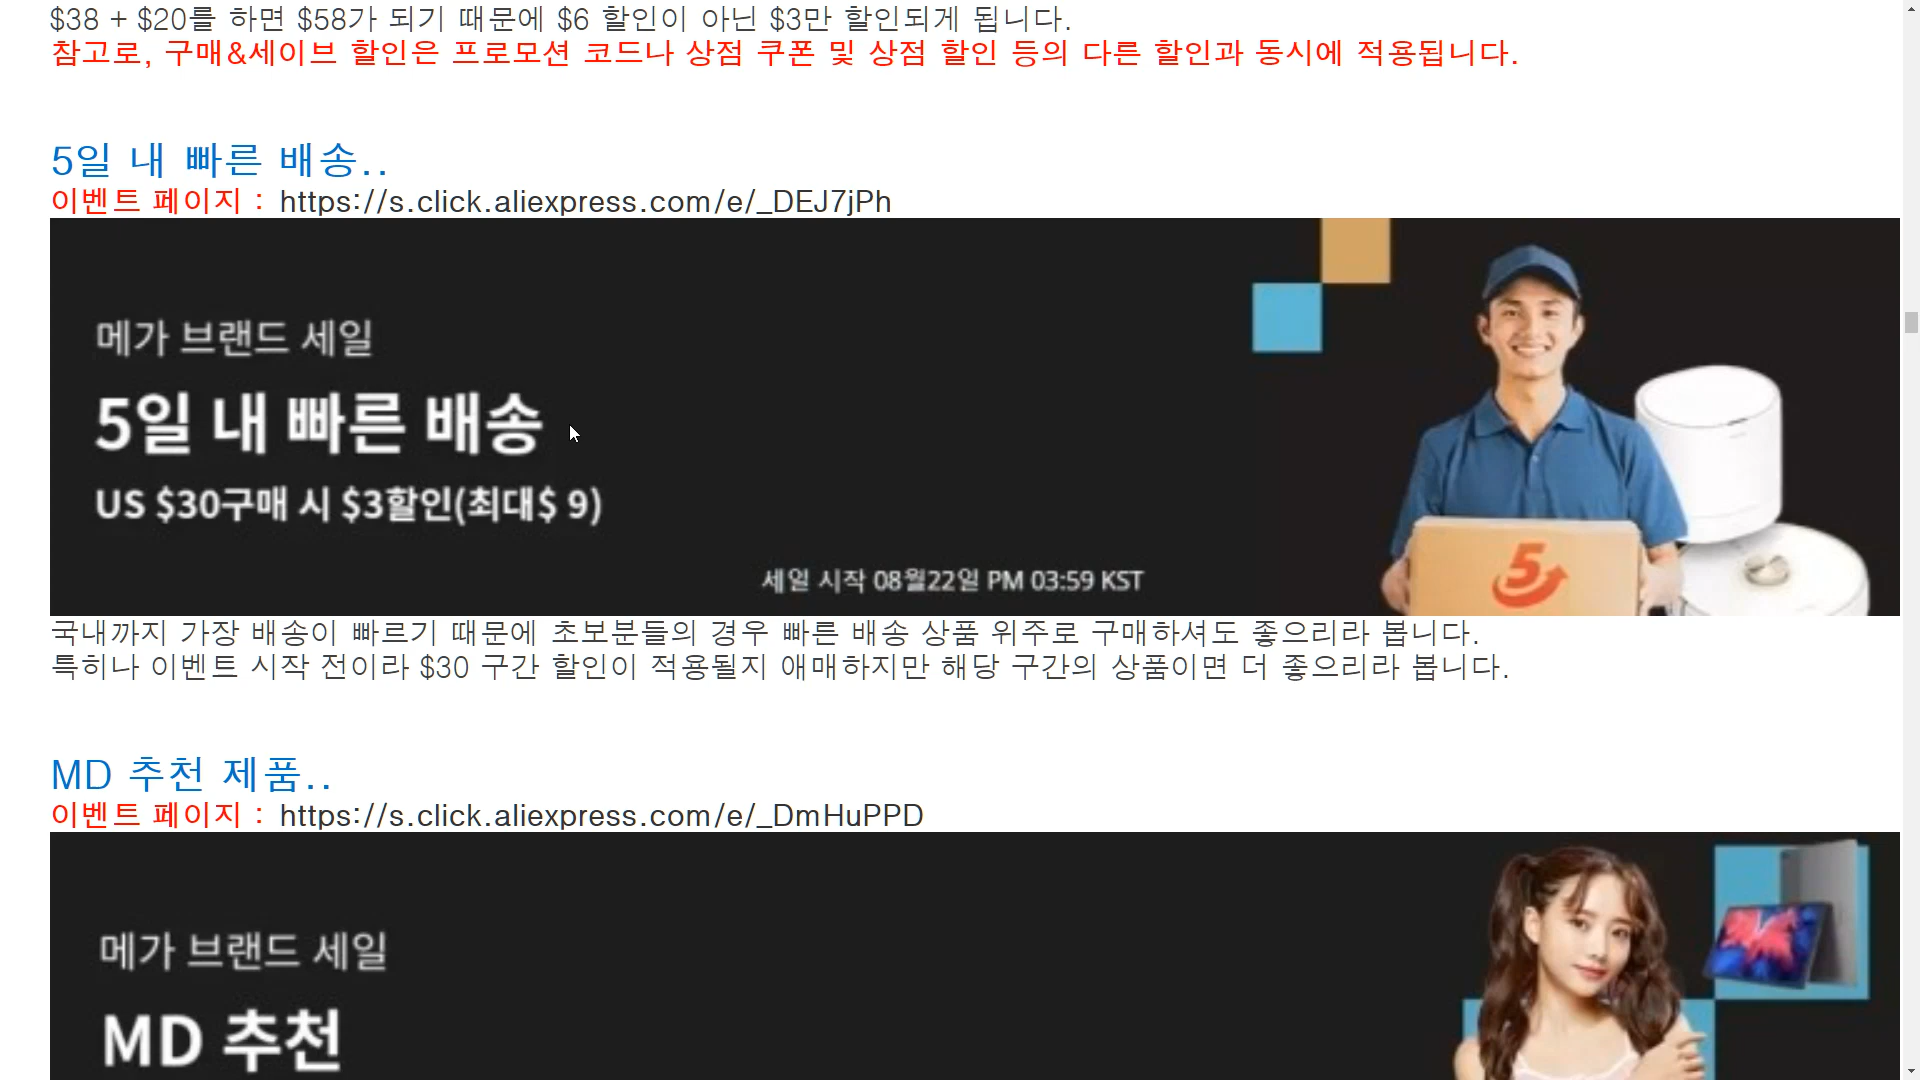 $38 + $20를 하면 $58가 되기 때문에 $6 할인이 아닌 $3만 할인되게 됩니다.
참고로, 구매&세이브 할인은 프로모션 코드나 상점 쿠폰 및 상점 할인 등의 다른 할인과 동시에 적용됩니다.
5일 내 빠른 배송..
이벤트 페이지 : https://s.click.aliexpress.com/e/_DEJ7jPh
메가 브랜드 세일
5일 내 빠른 배송
US $30구매 시 $3할인(최대$ 9)
세일 시작 08월22일 PM 03:59 KST
5
국내까지 가장 배송이 빠르기 때문에 초보분들의 경우 빠른 배송 상품 위주로 구매하셔도 좋으리라 봅니다.
특히나 이벤트 시작 전이라 $30 구간 할인이 적용될지 애매하지만 해당 구간의 상품이면 더 좋으리라 봅니다.
MD 추천 제품..
이벤트 페이지 : https://s.click.aliexpress.com/e/_DmHuPPD
메가 브랜드 세일
MD 추천